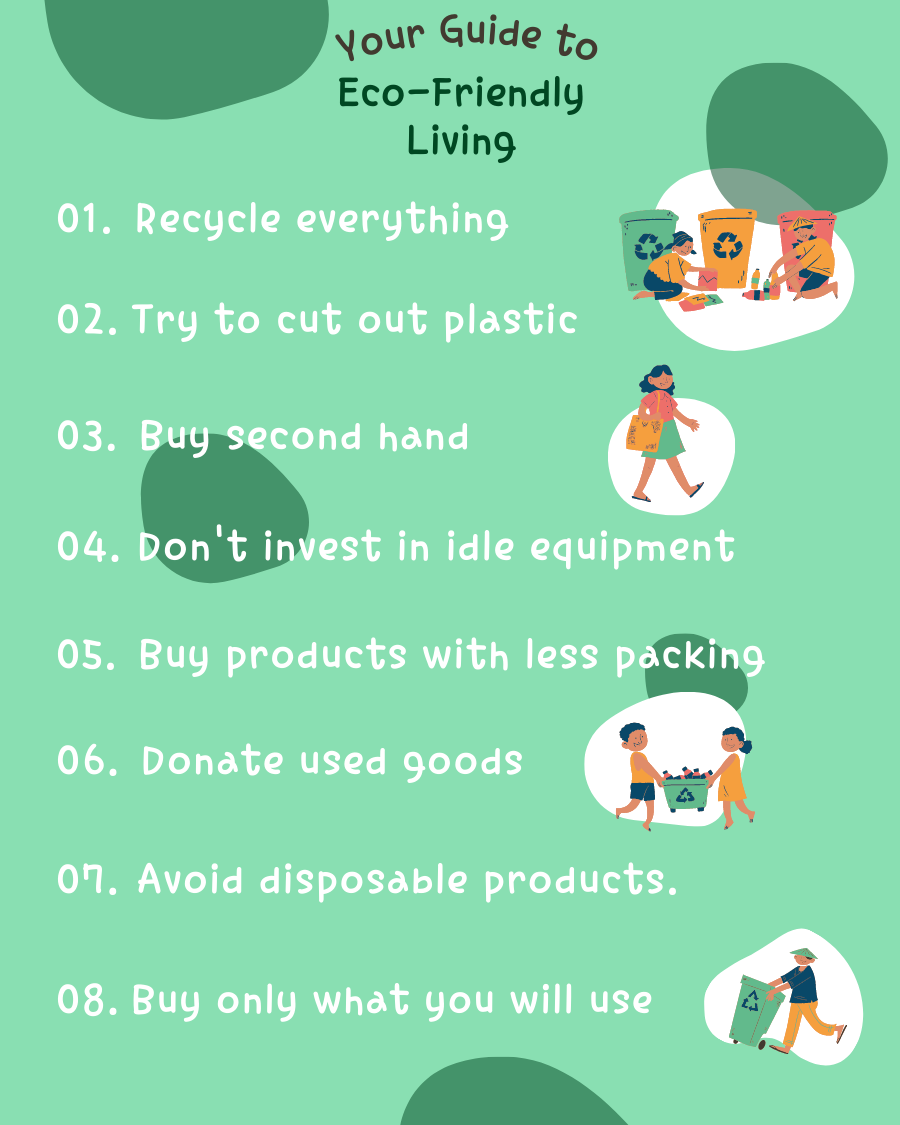 Your Guide to
Eco-Friendly
Living
01. Recycle everything
02. Try to cut out plastic
03. Buy second hand
04. Don't invest in idle equipment
05. Buy products with less packing
06. Donate used goods
07. Avoid disposable products.
08. Buy only what you will use